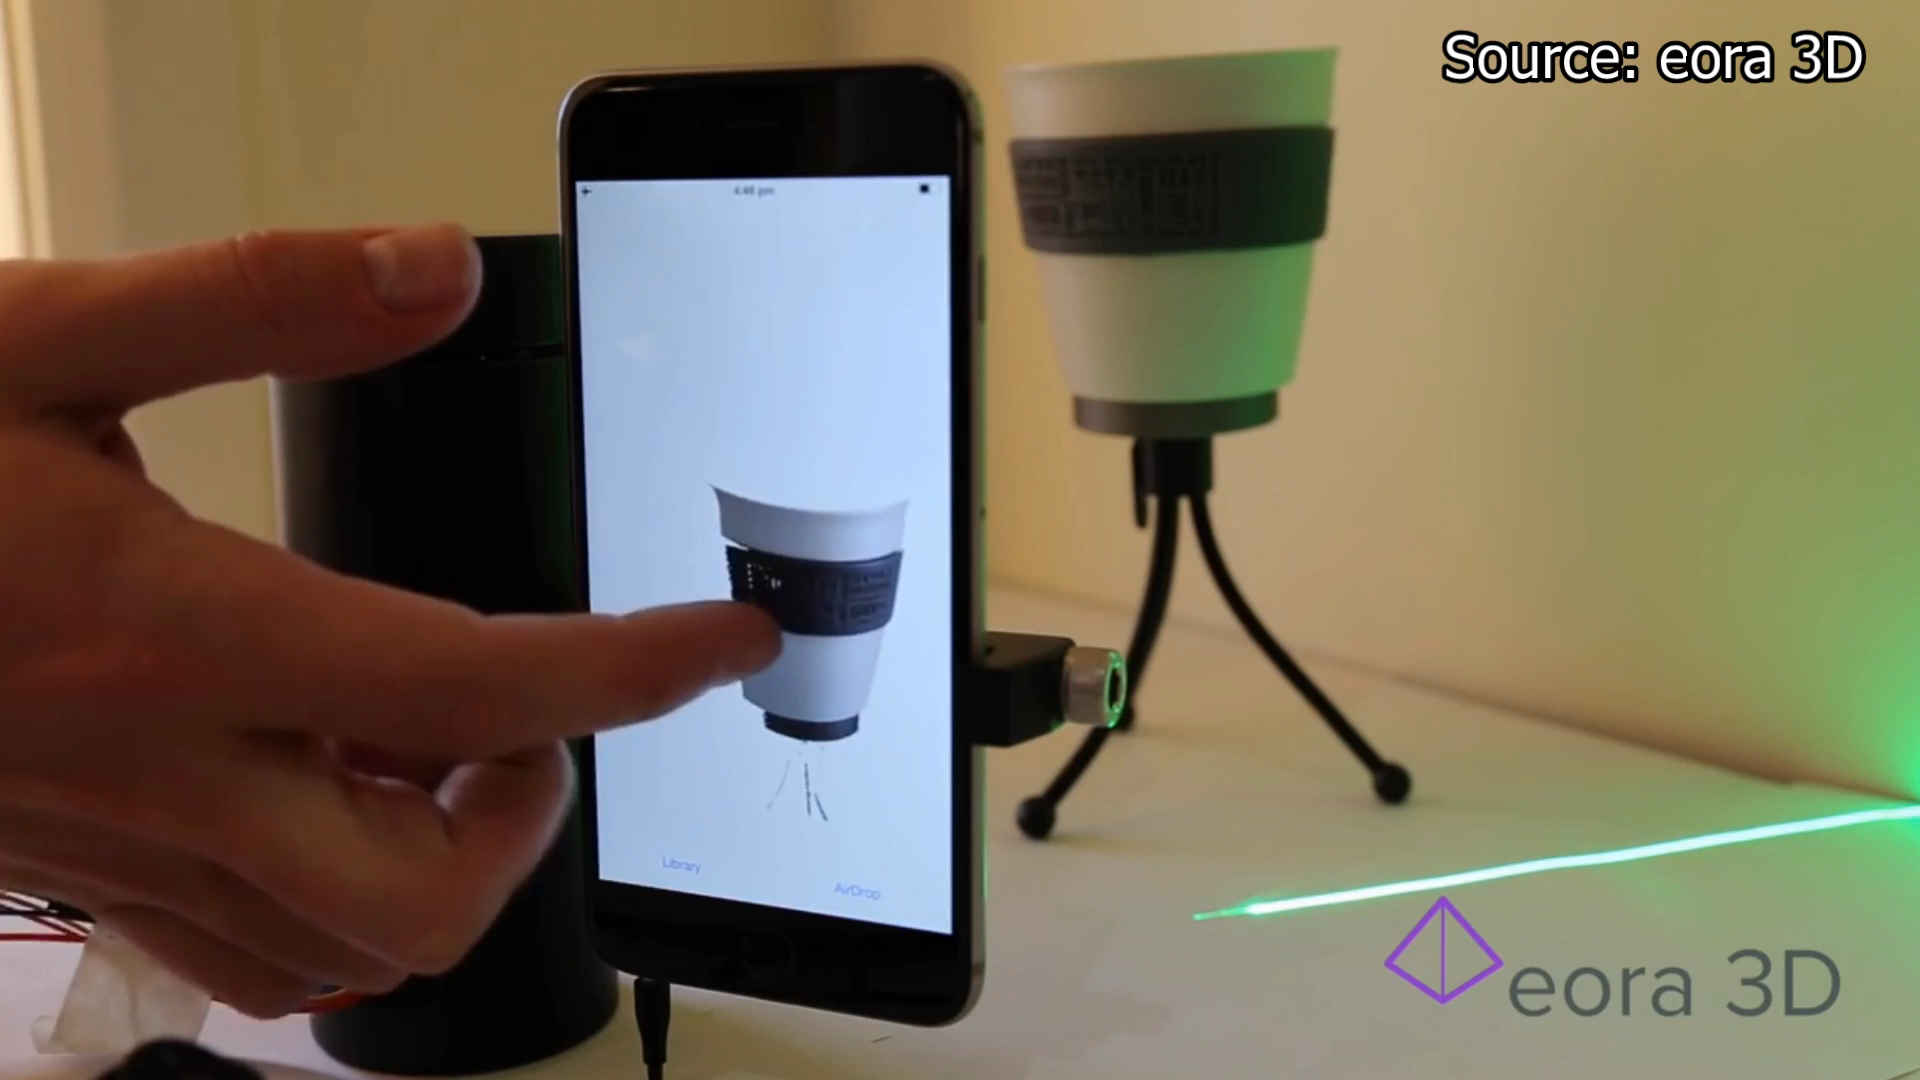 Source: eora 3D
4:46 pm
Library
AirDrop
eora 3D